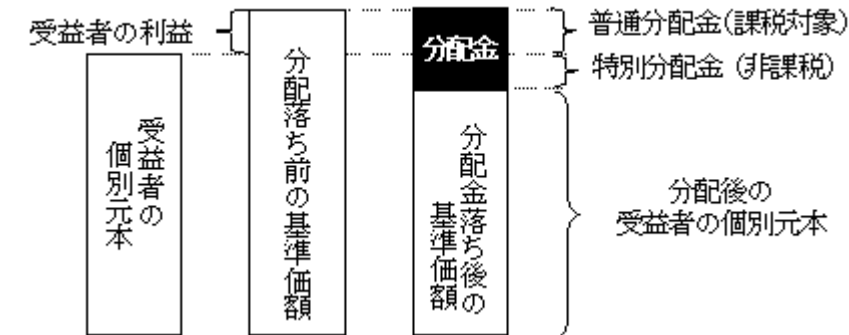 受益者の利益
受益者の
個別元本
分配落ち前の基準価額
分配金
分配金落ち後の
基準価額
普通分配金(課税対象)
特別分配金(非課税)
分配後の
受益者の個別元本